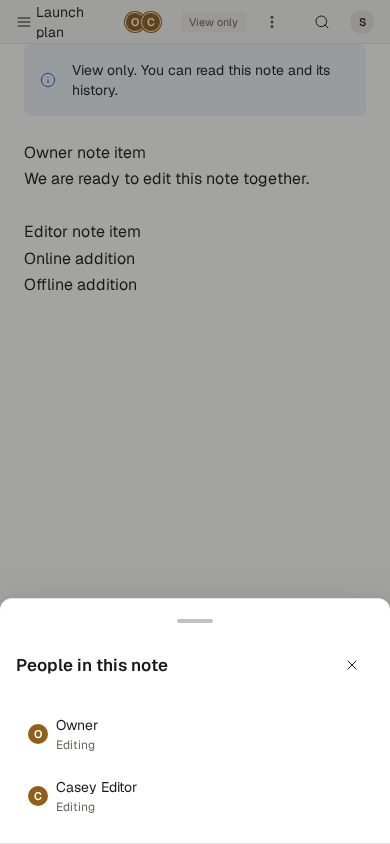 Launch
plan
O C
View only
S
View only. You can read this note and its
history.
Owner note item
We are ready to edit this note together.
Editor note item
Online addition
Offline addition
People in this note
O
Owner
Editing
C
Casey Editor
Editing